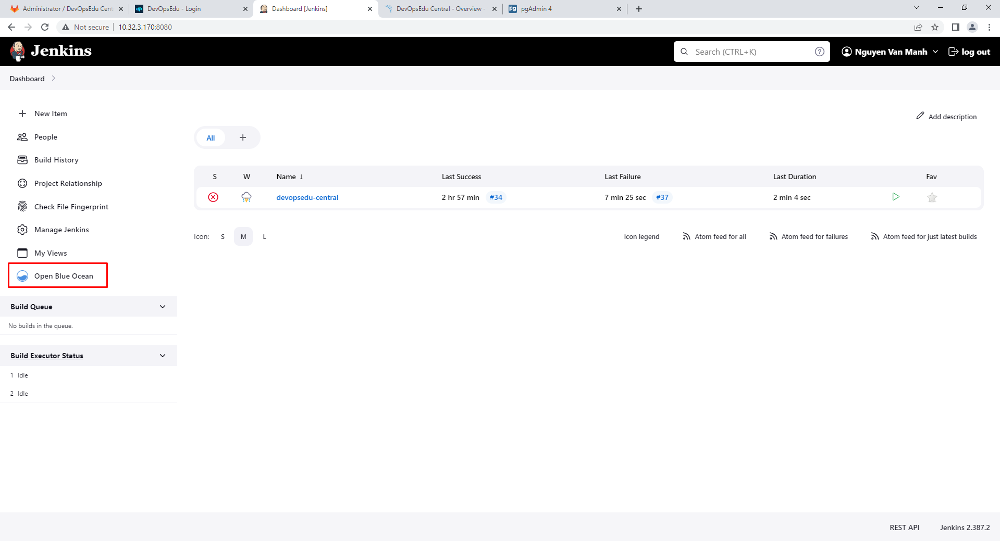 Administrator / DevOpsEdu Cent
DevOpsEdu - Login
Dashboard [Jenkins]
DevOpsEdu Central - Overview -
Pg pgAdmin 4
Not secure 10.32.3.170:8080
Jenkins
Search (CTRL+K)
Nguyen Van Manh
log out
Dashboard
New Item
People
Build History
Project Relationship
Check File Fingerprint
Manage Jenkins
My Views
Open Blue Ocean
Build Queue
No builds in the queue.
Build Executor Status
1 Idle
2 Idle
Add description
All +
S W Name ↓ Last Success Last Failure Last Duration Fav
devopsedu-central 2 hr 57 min #34 7 min 25 sec #37 2 min 4 sec
Icon: S M L
Icon legend Atom feed for all Atom feed for failures Atom feed for just latest builds
REST API Jenkins 2.387.2